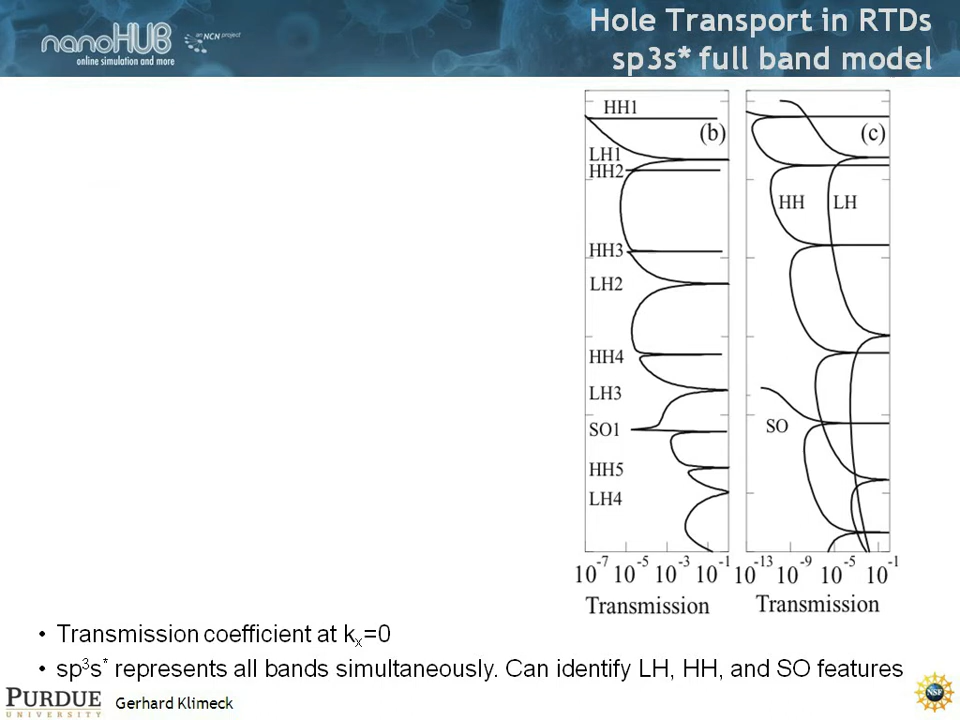 Hole Transport in RTDs
sp3s* full band model
nanoHUB an NCN project
online simulation and more
HH1
(b)
(c)
LH1
HH2
HH
LH
HH3
LH2
HH4
LH3
SO1
SO
HH5
LH4
10⁻⁷ 10⁻⁵ 10⁻³ 10⁻¹
10⁻¹³ 10⁻⁹ 10⁻⁵ 10⁻¹
Transmission
Transmission
• Transmission coefficient at kₓ=0
• sp³s* represents all bands simultaneously. Can identify LH, HH, and SO features
PURDUE
UNIVERSITY
Gerhard Klimeck
NSF